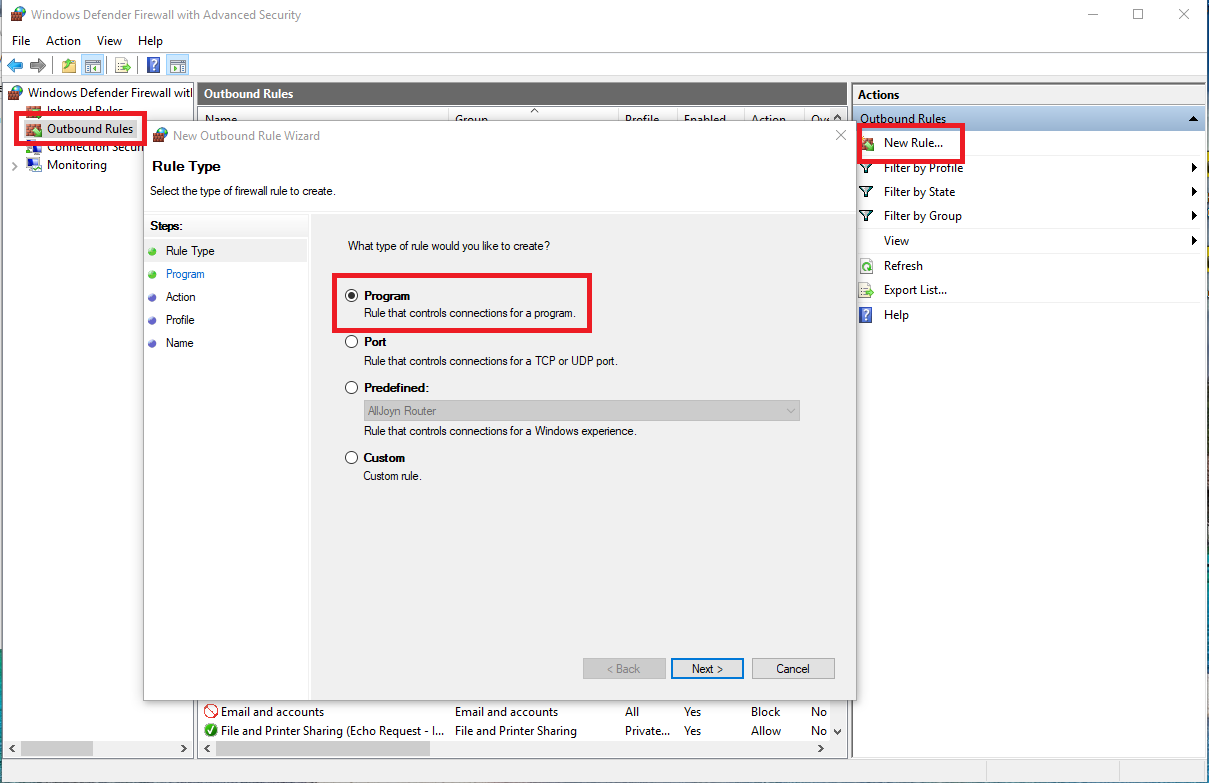 Windows Defender Firewall with Advanced Security
File Action View Help
Windows Defender Firewall with
Inbound Rules
Outbound Rules
Connection Secur
Monitoring
Outbound Rules
Name Group Profile Enabled Action Ove
New Outbound Rule Wizard
Rule Type
Select the type of firewall rule to create.
Steps:
Rule Type
Program
Action
Profile
Name
What type of rule would you like to create?
Program
Rule that controls connections for a program.
Port
Rule that controls connections for a TCP or UDP port.
Predefined:
AllJoyn Router
Rule that controls connections for a Windows experience.
Custom
Custom rule.
< Back Next > Cancel
Email and accounts Email and accounts All Yes Block No
File and Printer Sharing (Echo Request - I... File and Printer Sharing Private... Yes Allow No
Actions
Outbound Rules
New Rule...
Filter by Profile
Filter by State
Filter by Group
View
Refresh
Export List...
Help